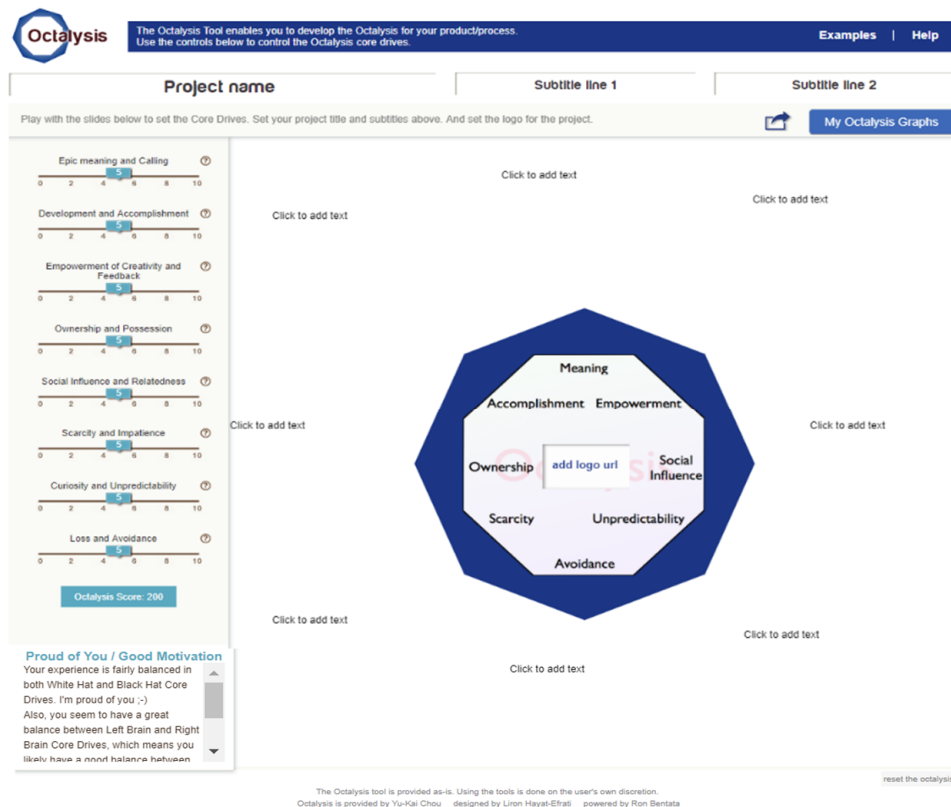 Octalysis
The Octalysis Tool enables you to develop the Octalysis for your product/process.
Use the controls below to control the Octalysis core drives.
Examples | Help
Project name
Subtitle line 1
Subtitle line 2
Play with the slides below to set the Core Drives. Set your project title and subtitles above. And set the logo for the project.
My Octalysis Graphs
Epic meaning and Calling ?
5
0 2 4 6 8 10
Development and Accomplishment ?
5
0 2 4 6 8 10
Empowerment of Creativity and
Feedback ?
5
0 2 4 6 8 10
Ownership and Possession ?
5
0 2 4 6 8 10
Social Influence and Relatedness ?
5
0 2 4 6 8 10
Scarcity and Impatience ?
5
0 2 4 6 8 10
Curiosity and Unpredictability ?
5
0 2 4 6 8 10
Loss and Avoidance ?
5
0 2 4 6 8 10
Octalysis Score: 200
Proud of You / Good Motivation
Your experience is fairly balanced in
both White Hat and Black Hat Core
Drives. I'm proud of you ;-)
Also, you seem to have a great
balance between Left Brain and Right
Brain Core Drives, which means you
likely have a good balance between
Click to add text
Click to add text
Click to add text
Click to add text
Click to add text
Click to add text
Click to add text
Click to add text
Meaning
Accomplishment Empowerment
Ownership
add logo url
Social
Influence
Scarcity
Unpredictability
Avoidance
reset the octalysis
The Octalysis tool is provided as-is. Using the tools is done on the user's own discretion.
Octalysis is provided by Yu-Kai Chou designed by Liron Hayat-Efrati powered by Ron Bentata